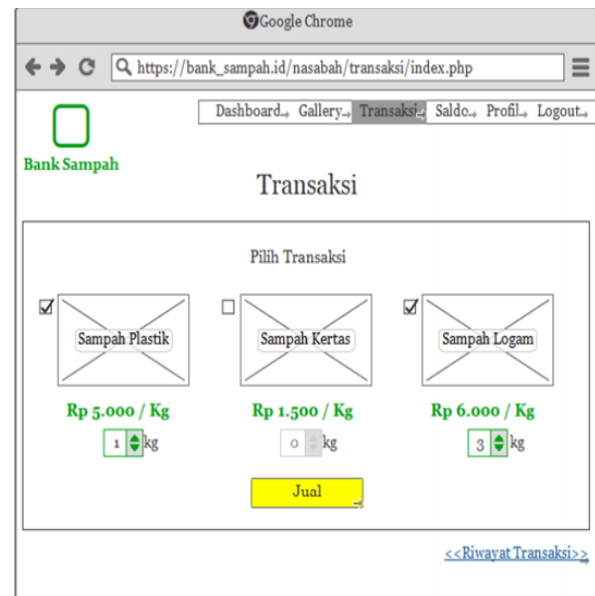 Google Chrome
https://bank_sampah.id/nasabah/transaksi/index.php
Dashboard Gallery Transaksi Saldo Profil Logout
Bank Sampah
Transaksi
Pilih Transaksi
Sampah Plastik Sampah Kertas Sampah Logam
Rp 5.000 / Kg Rp 1.500 / Kg Rp 6.000 / Kg
1 kg 0 kg 3 kg
Jual
<<Riwayat Transaksi>>